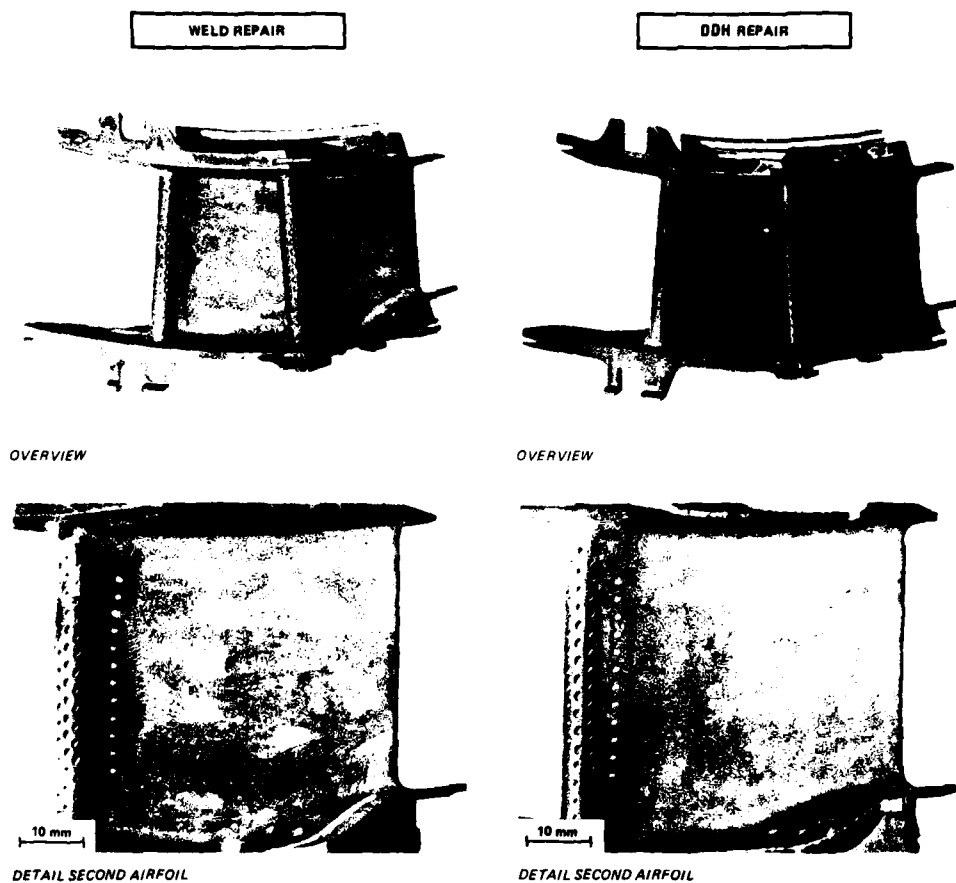 WELD REPAIR
DDH REPAIR
OVERVIEW
OVERVIEW
10 mm
10 mm
DETAIL SECOND AIRFOIL
DETAIL SECOND AIRFOIL